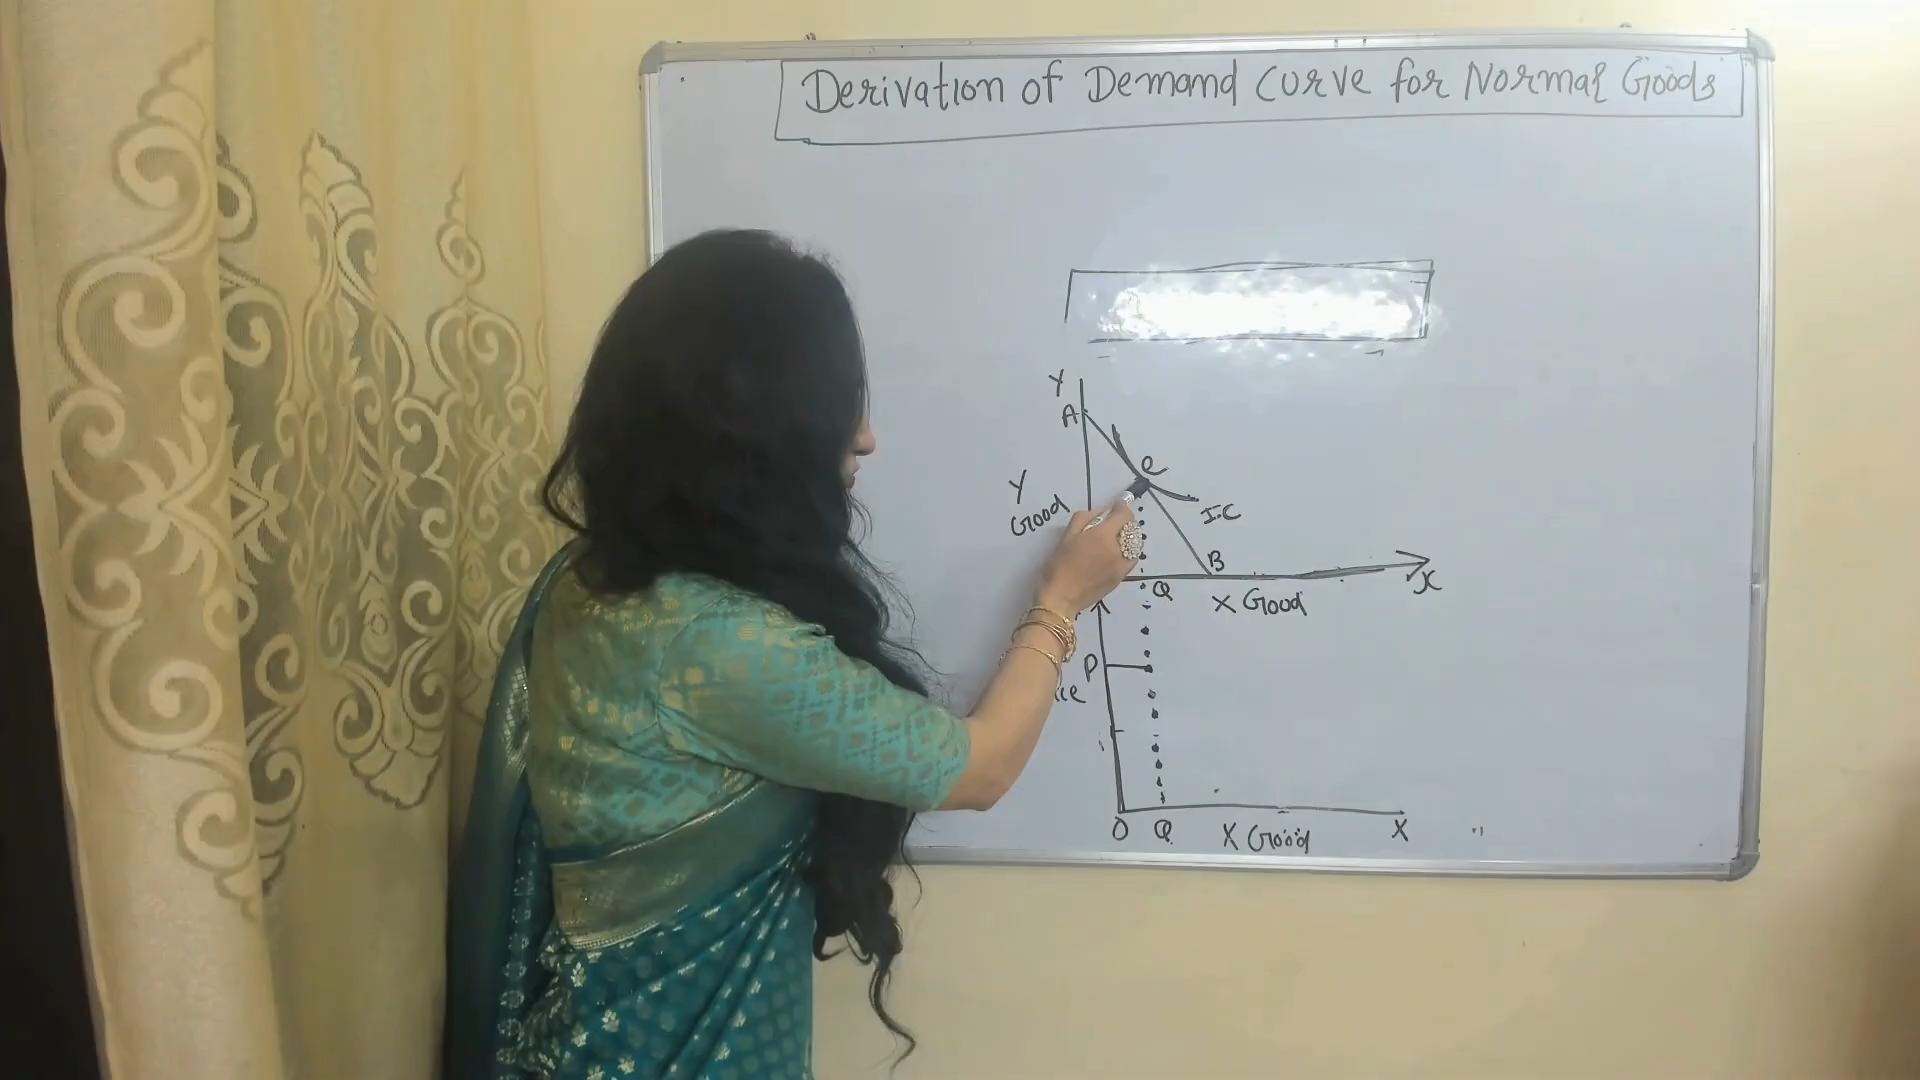 Derivation of Demand Curve for Normal Goods
Y
A
e
Y
Good
I.C
B
X
Q
X Good
P
O
Q
X Good
X